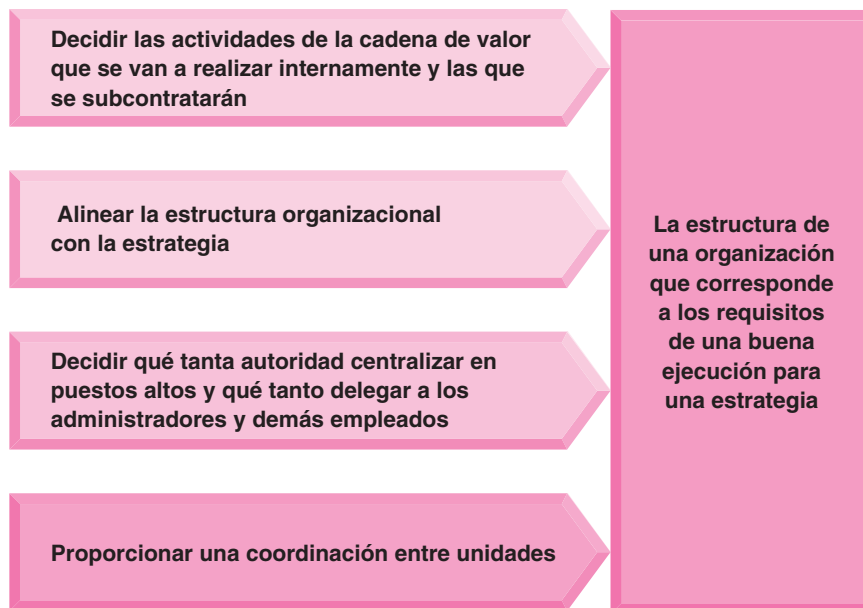 Decidir las actividades de la cadena de valor
que se van a realizar internamente y las que
se subcontratarán
Alinear la estructura organizacional
con la estrategia
Decidir qué tanta autoridad centralizar en
puestos altos y qué tanto delegar a los
administradores y demás empleados
Proporcionar una coordinación entre unidades
La estructura de
una organización
que corresponde
a los requisitos
de una buena
ejecución para
una estrategia